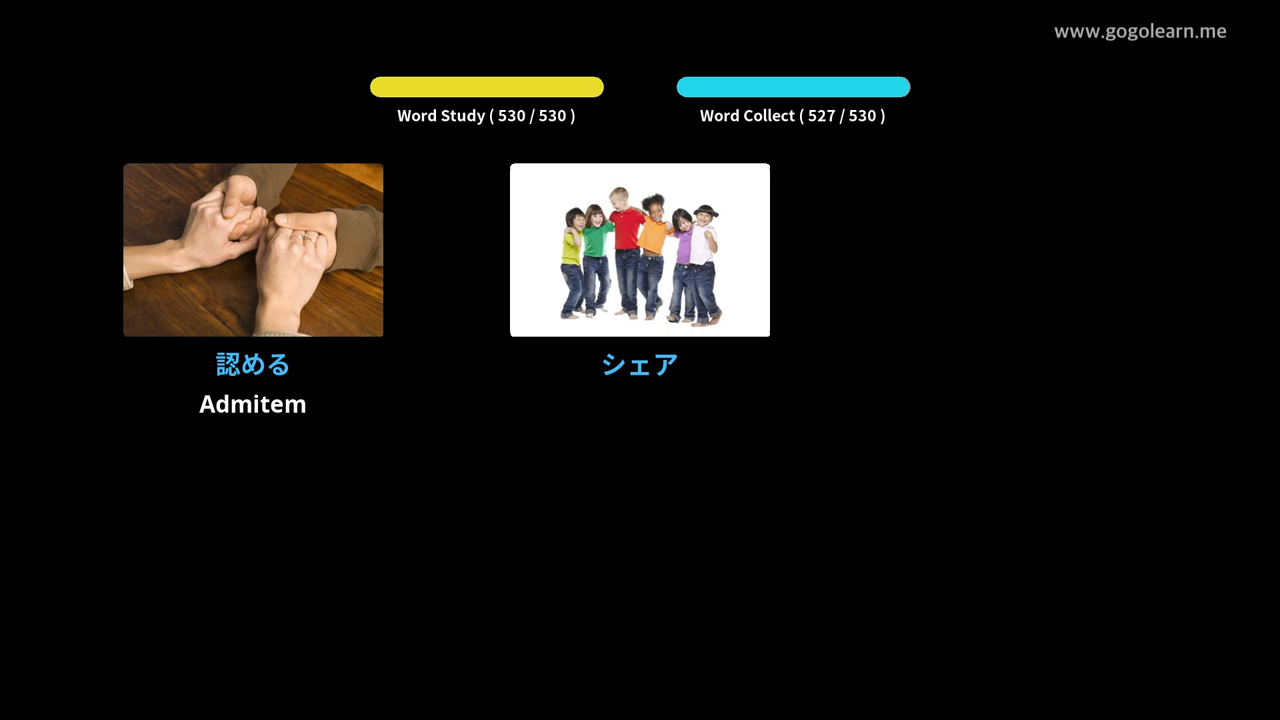 www.gogolearn.me
Word Study ( 530 / 530 )
Word Collect ( 527 / 530 )
認める
シェア
Admitem